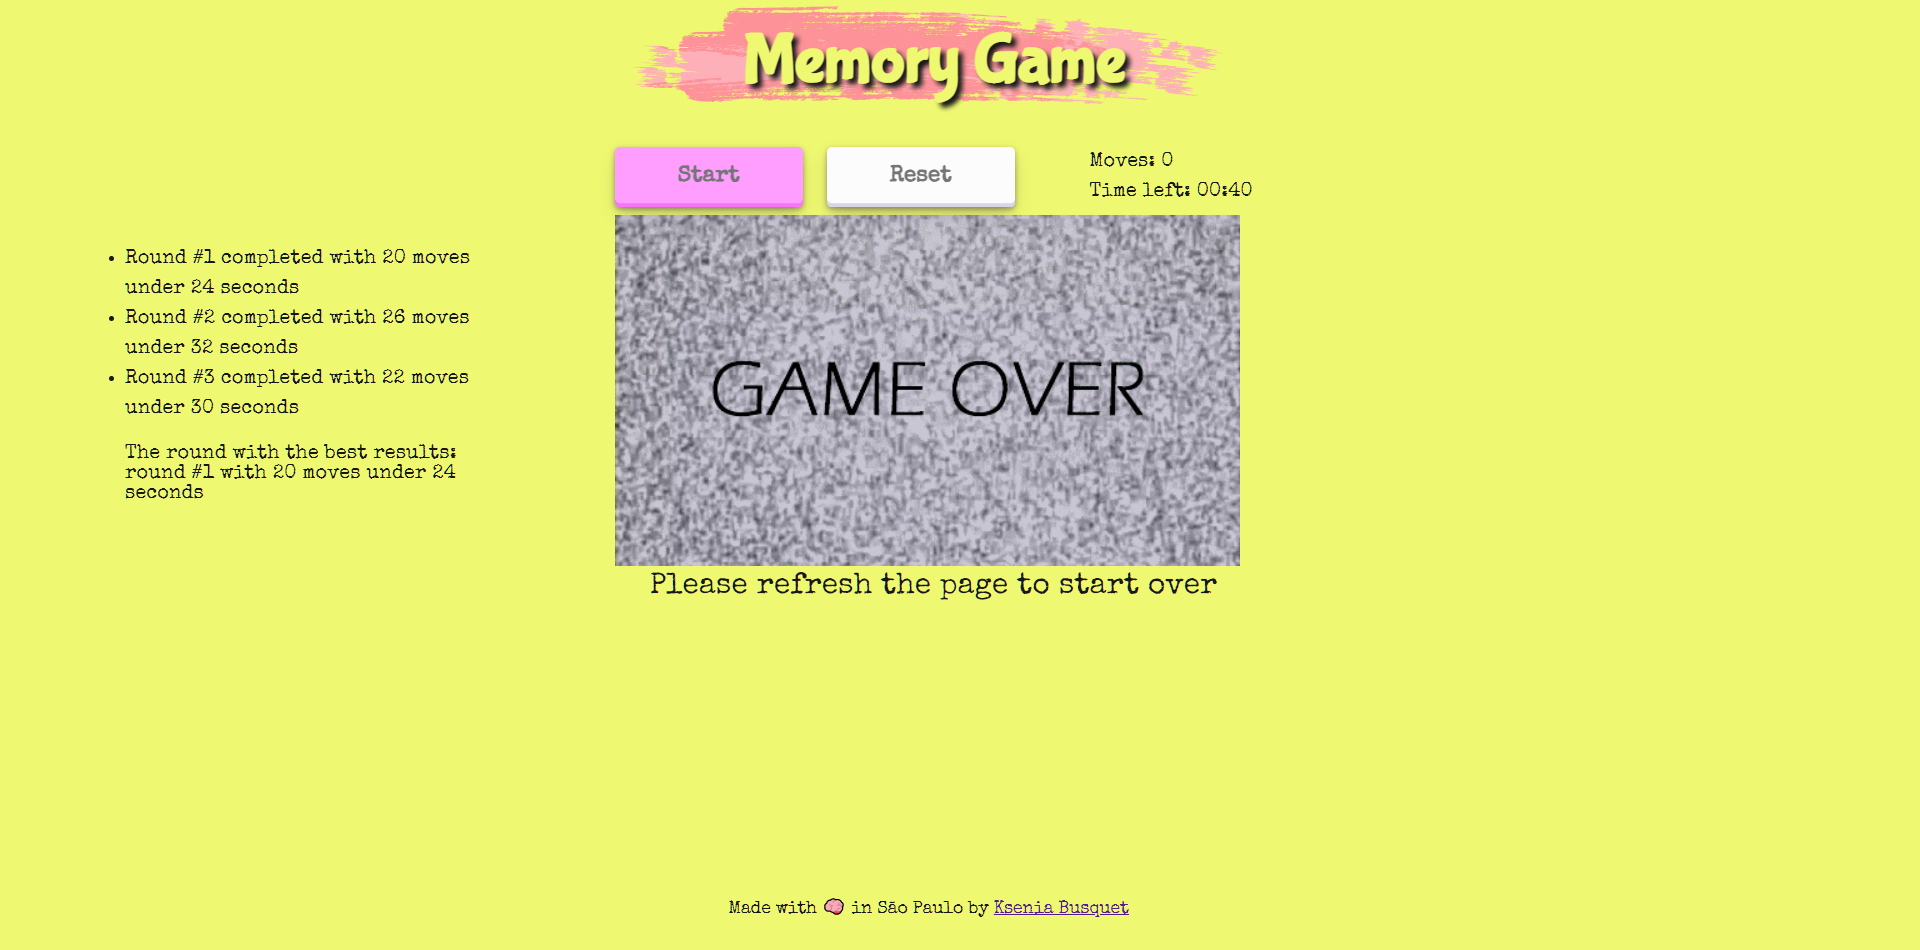 Memory Game
Start
Reset
Moves: 0
Time left: 00:40
Round #1 completed with 20 moves
under 24 seconds
Round #2 completed with 26 moves
under 32 seconds
Round #3 completed with 22 moves
under 30 seconds
The round with the best results:
round #1 with 20 moves under 24
seconds
GAME OVER
Please refresh the page to start over
Made with 🧠 in São Paulo by Ksenia Busquet